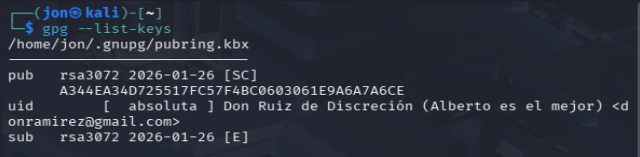 ┌──(jon㉿kali)-[~]
└─$ gpg --list-keys
/home/jon/.gnupg/pubring.kbx
----------------------------
pub   rsa3072 2026-01-26 [SC]
      A344EA34D725517FC57F4BC0603061E9A6A7A6CE
uid        [  absoluta ] Don Ruiz de Discreción (Alberto es el mejor) <d
onramirez@gmail.com>
sub   rsa3072 2026-01-26 [E]